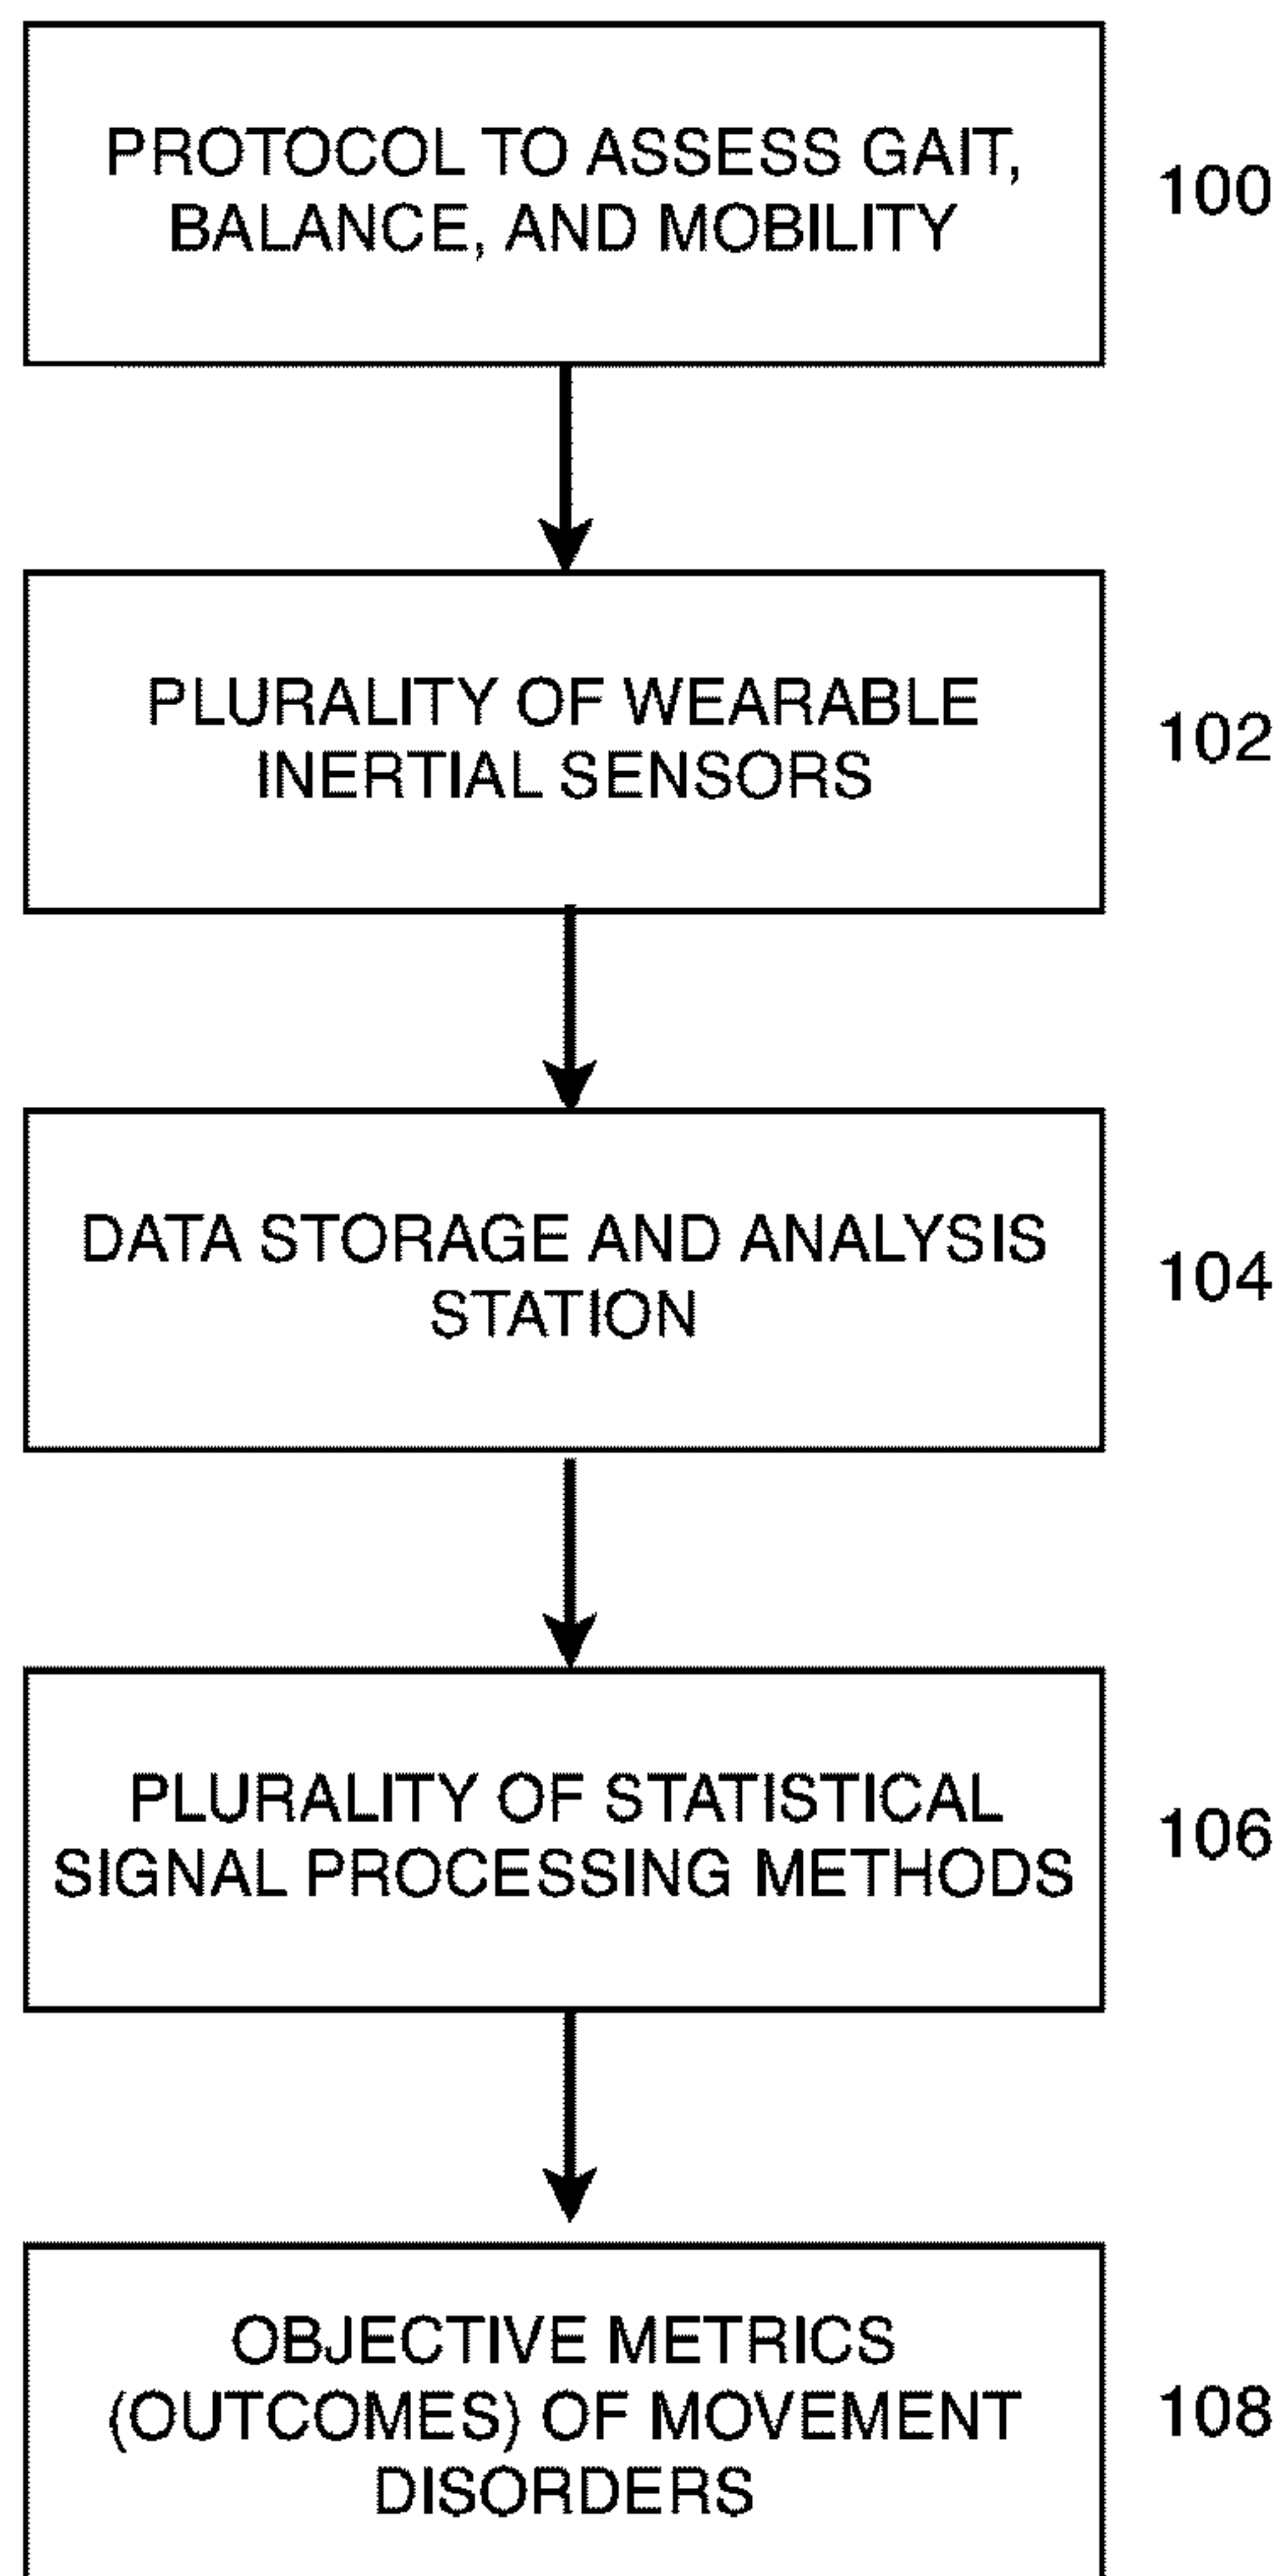 PROTOCOL TO ASSESS GAIT,
BALANCE, AND MOBILITY
100
PLURALITY OF WEARABLE
INERTIAL SENSORS
102
DATA STORAGE AND ANALYSIS
STATION
104
PLURALITY OF STATISTICAL
SIGNAL PROCESSING METHODS
106
OBJECTIVE METRICS
(OUTCOMES) OF MOVEMENT
DISORDERS
108